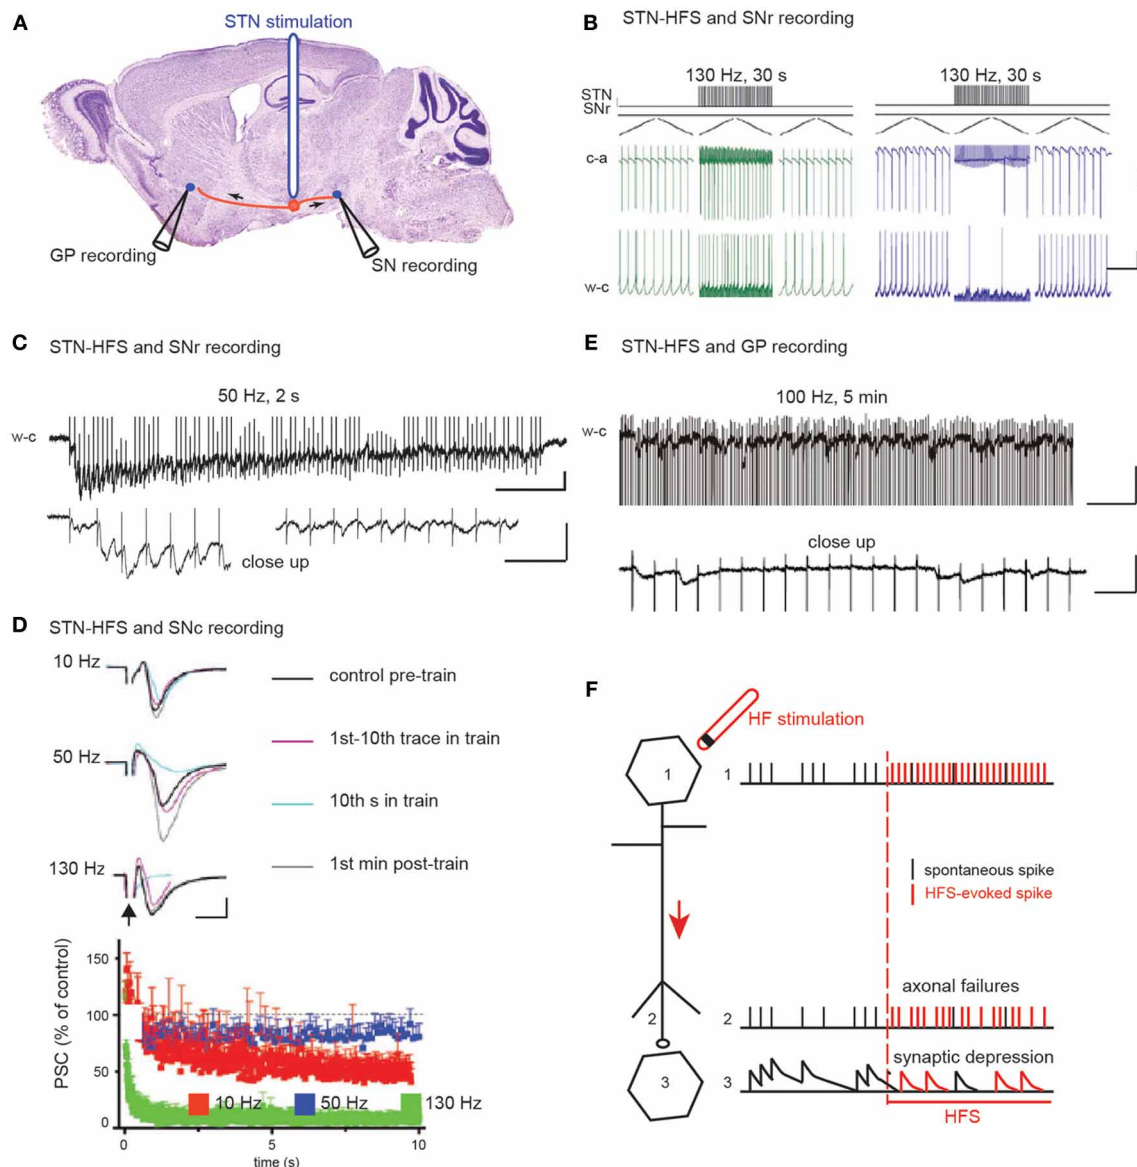 A
STN stimulation
GP recording
SN recording
B
STN-HFS and SNr recording
130 Hz, 30 s
130 Hz, 30 s
STN
SNr
c-a
w-c
C
STN-HFS and SNr recording
50 Hz, 2 s
w-c
close up
E
STN-HFS and GP recording
100 Hz, 5 min
w-c
close up
D
STN-HFS and SNc recording
10 Hz
control pre-train
1st-10th trace in train
50 Hz
10th s in train
1st min post-train
130 Hz
PSC (% of control)
150
100
50
0
10 Hz
50 Hz
130 Hz
0
5
10
time (s)
F
HF stimulation
1
1
spontaneous spike
HFS-evoked spike
axonal failures
2
2
synaptic depression
3
3
HFS